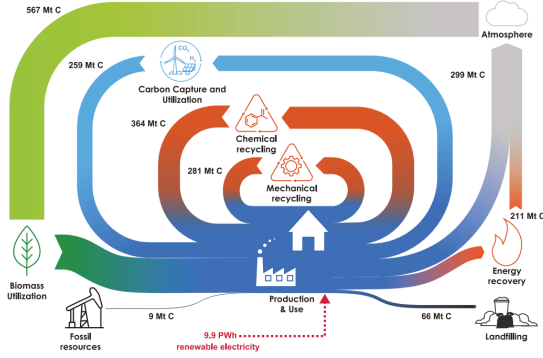 567 Mt C
Atmosphere
CO₂
H₂
259 Mt C
299 Mt C
Carbon Capture and
Utilization
364 Mt C
Chemical
recycling
281 Mt C
Mechanical
recycling
211 Mt C
Biomass
Utilization
Energy
recovery
Production
& Use
9 Mt C
66 Mt C
Fossil
resources
Landfilling
9,9 PWh
renewable electricity